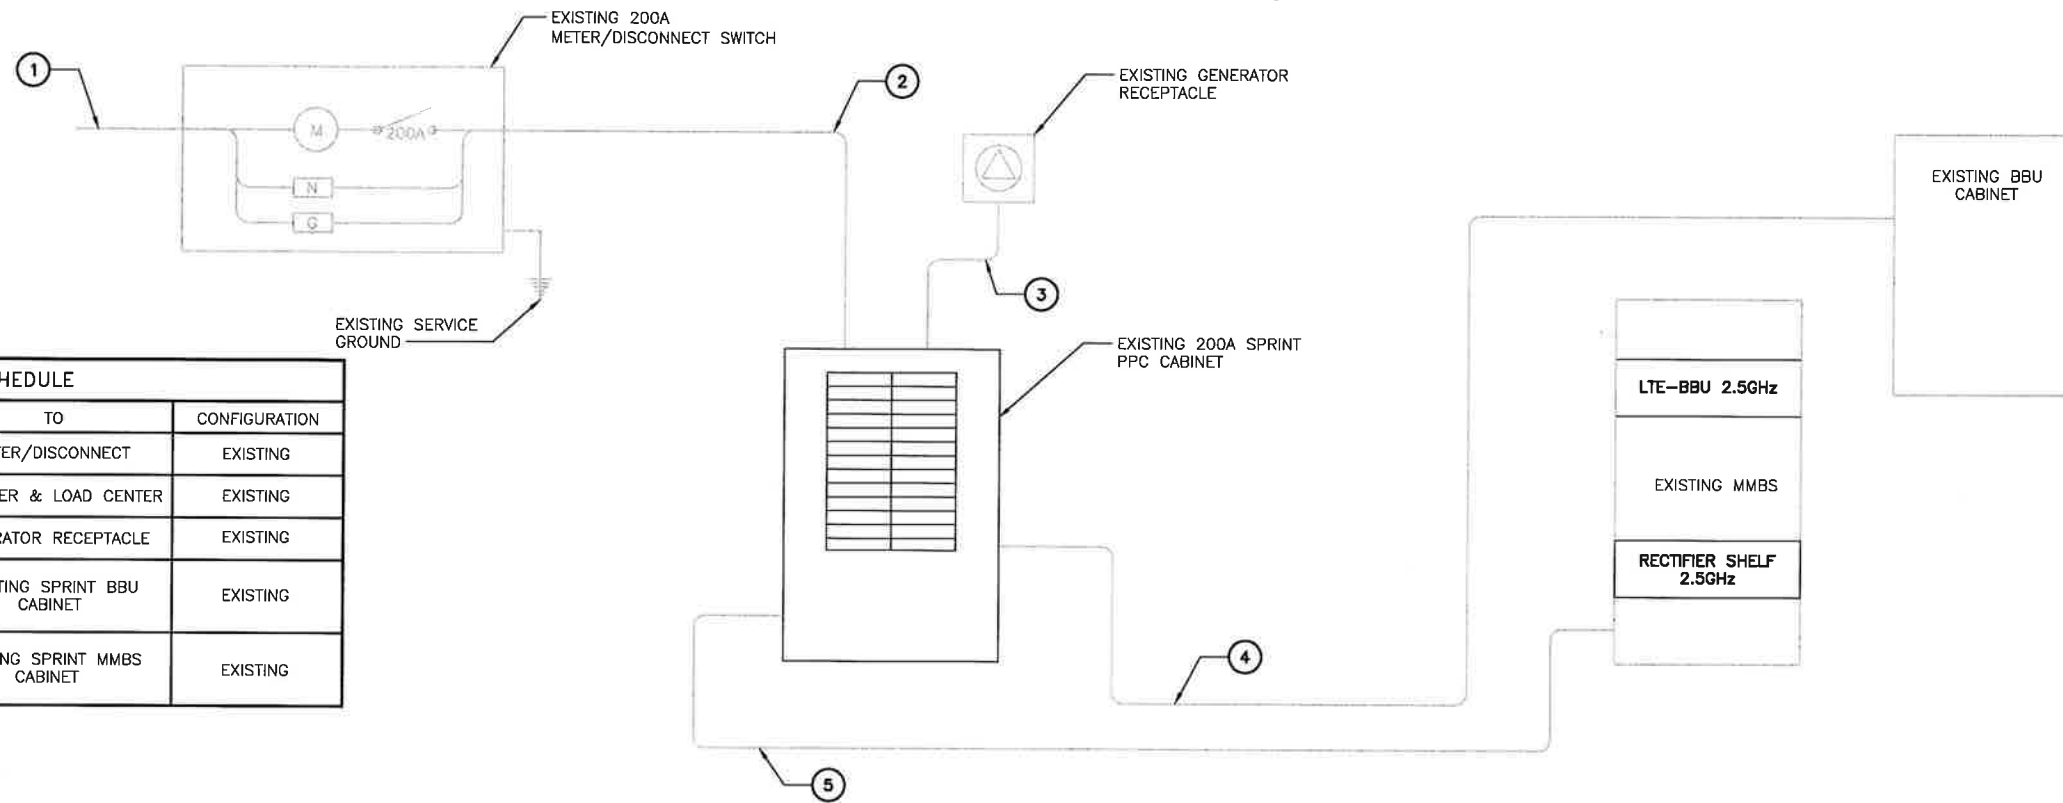 EXISTING 200A
METER/DISCONNECT SWITCH
1
2
EXISTING GENERATOR
RECEPTACLE
M
200A
N
G
EXISTING BBU
CABINET
3
EXISTING SERVICE
GROUND
EXISTING 200A SPRINT
PPC CABINET
LTE-BBU 2.5GHz
EXISTING MMBS
RECTIFIER SHELF
2.5GHz
4
5
HEDULE
TO CONFIGURATION
ER/DISCONNECT EXISTING
ER & LOAD CENTER EXISTING
RATOR RECEPTACLE EXISTING
TING SPRINT BBU
CABINET EXISTING
NG SPRINT MMBS
CABINET EXISTING